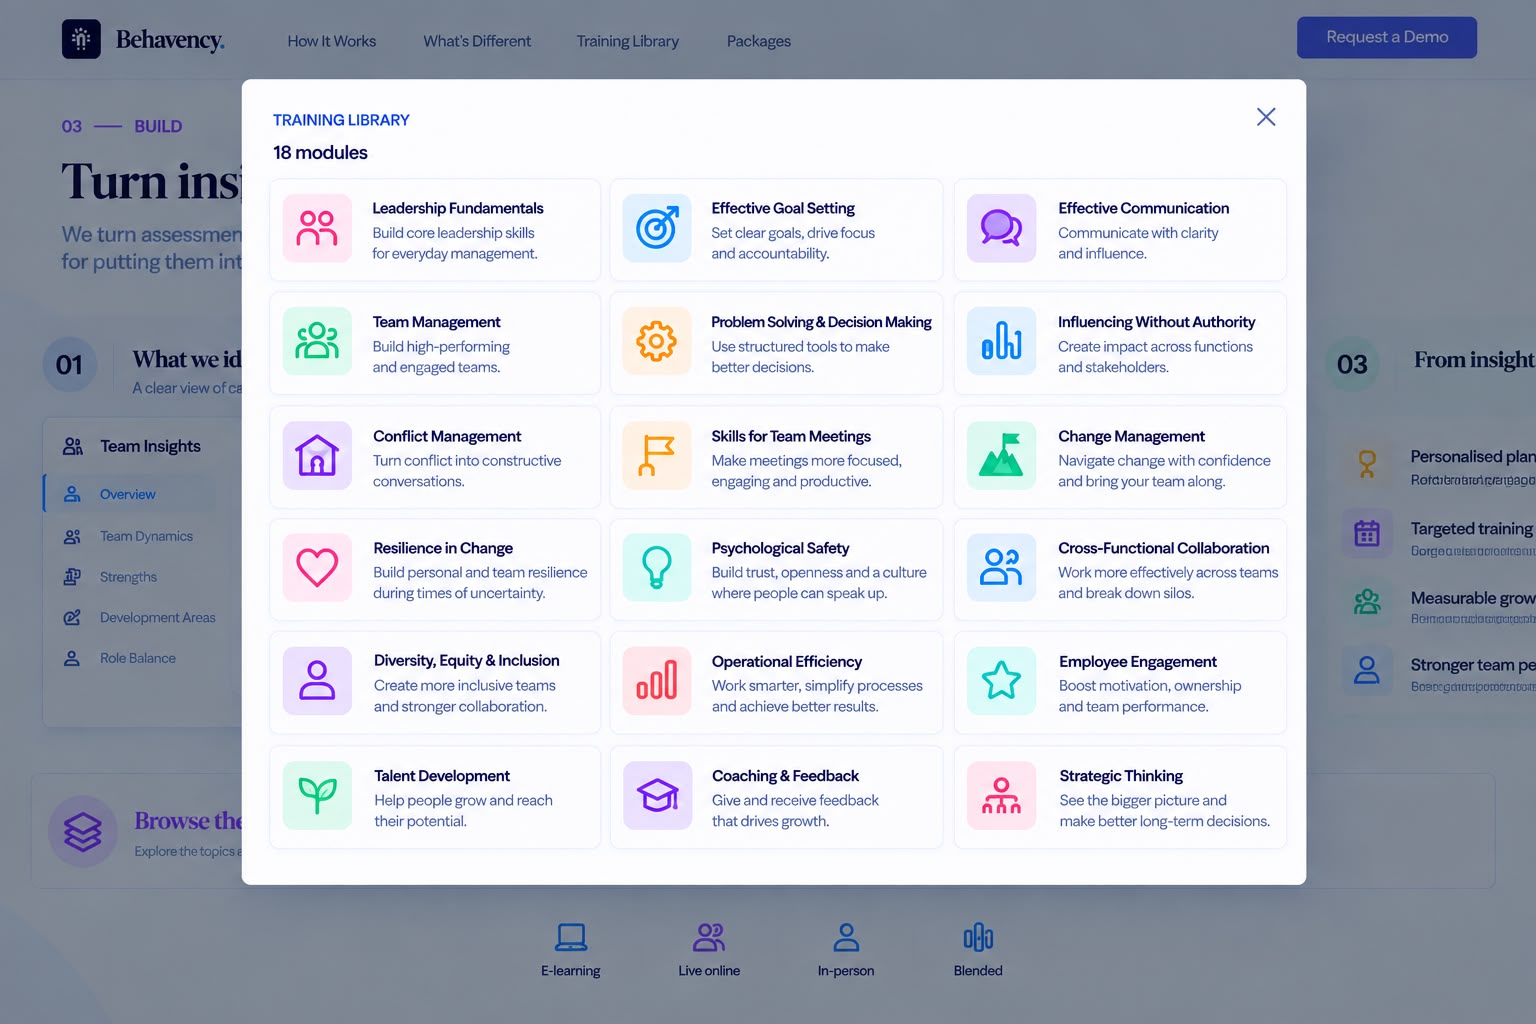 Behavency.
How It Works
What's Different
Training Library
Packages
Request a Demo
03 — BUILD
Turn insi
We turn assessmen
for putting them int
01
What we id
A clear view of ca
Team Insights
Overview
Team Dynamics
Strengths
Development Areas
Role Balance
Browse the
Explore the topics a
TRAINING LIBRARY
18 modules
Leadership Fundamentals
Build core leadership skills
for everyday management.
Effective Goal Setting
Set clear goals, drive focus
and accountability.
Effective Communication
Communicate with clarity
and influence.
Team Management
Build high-performing
and engaged teams.
Problem Solving & Decision Making
Use structured tools to make
better decisions.
Influencing Without Authority
Create impact across functions
and stakeholders.
Conflict Management
Turn conflict into constructive
conversations.
Skills for Team Meetings
Make meetings more focused,
engaging and productive.
Change Management
Navigate change with confidence
and bring your team along.
Resilience in Change
Build personal and team resilience
during times of uncertainty.
Psychological Safety
Build trust, openness and a culture
where people can speak up.
Cross-Functional Collaboration
Work more effectively across teams
and break down silos.
Diversity, Equity & Inclusion
Create more inclusive teams
and stronger collaboration.
Operational Efficiency
Work smarter, simplify processes
and achieve better results.
Employee Engagement
Boost motivation, ownership
and team performance.
Talent Development
Help people grow and reach
their potential.
Coaching & Feedback
Give and receive feedback
that drives growth.
Strategic Thinking
See the bigger picture and
make better long-term decisions.
03
From insight
Personalised plan
Targeted training
Measurable grow
Stronger team pe
E-learning
Live online
In-person
Blended